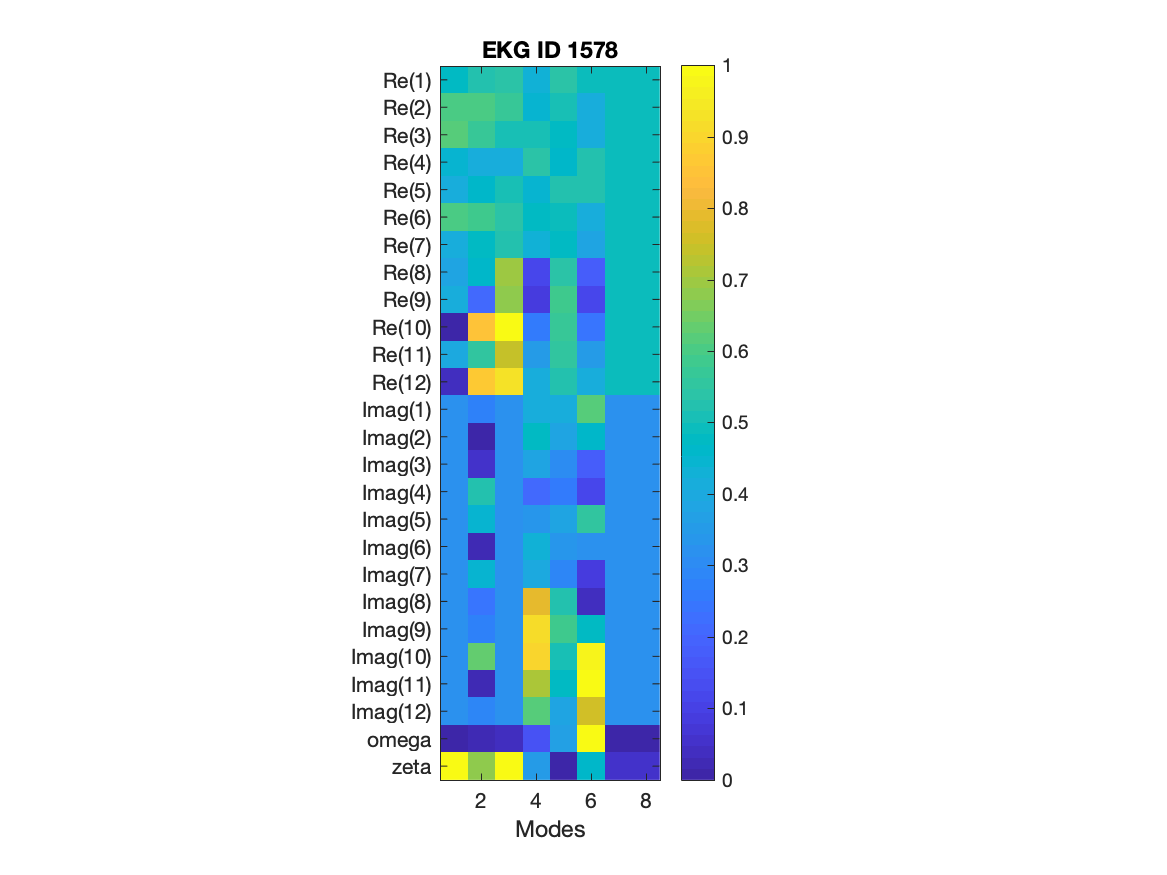 EKG ID 1578
Re(1)
Re(2)
Re(3)
Re(4)
Re(5)
Re(6)
Re(7)
Re(8)
Re(9)
Re(10)
Re(11)
Re(12)
Imag(1)
Imag(2)
Imag(3)
Imag(4)
Imag(5)
Imag(6)
Imag(7)
Imag(8)
Imag(9)
Imag(10)
Imag(11)
Imag(12)
omega
zeta
2 4 6 8
Modes
1
0.9
0.8
0.7
0.6
0.5
0.4
0.3
0.2
0.1
0